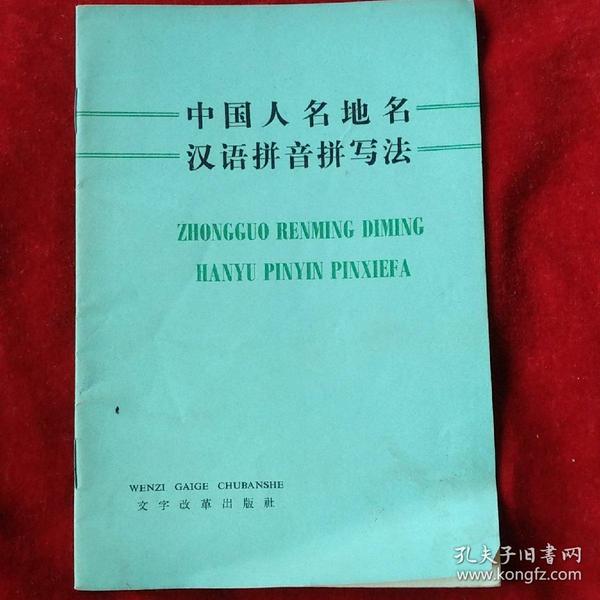 中国人名地名
汉语拼音拼写法
ZHONGGUO RENMING DIMING
HANYU PINYIN PINXIEFA
WENZI GAIGE CHUBANSHE
文字改革出版社
孔夫子旧书网
www.kongfz.com